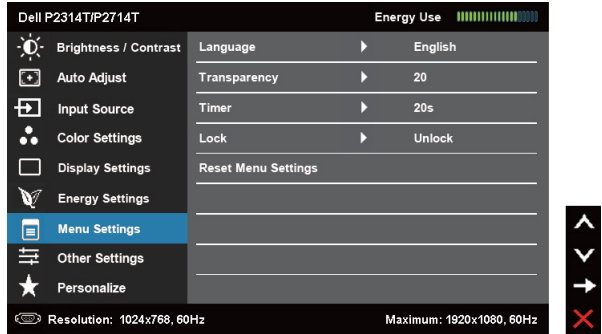 Dell P2314T/P2714T Energy Use
Brightness / Contrast Language English
Auto Adjust Transparency 20
Input Source Timer 20s
Color Settings Lock Unlock
Display Settings Reset Menu Settings
Energy Settings
Menu Settings
Other Settings
Personalize
Resolution: 1024x768, 60Hz Maximum: 1920x1080, 60Hz